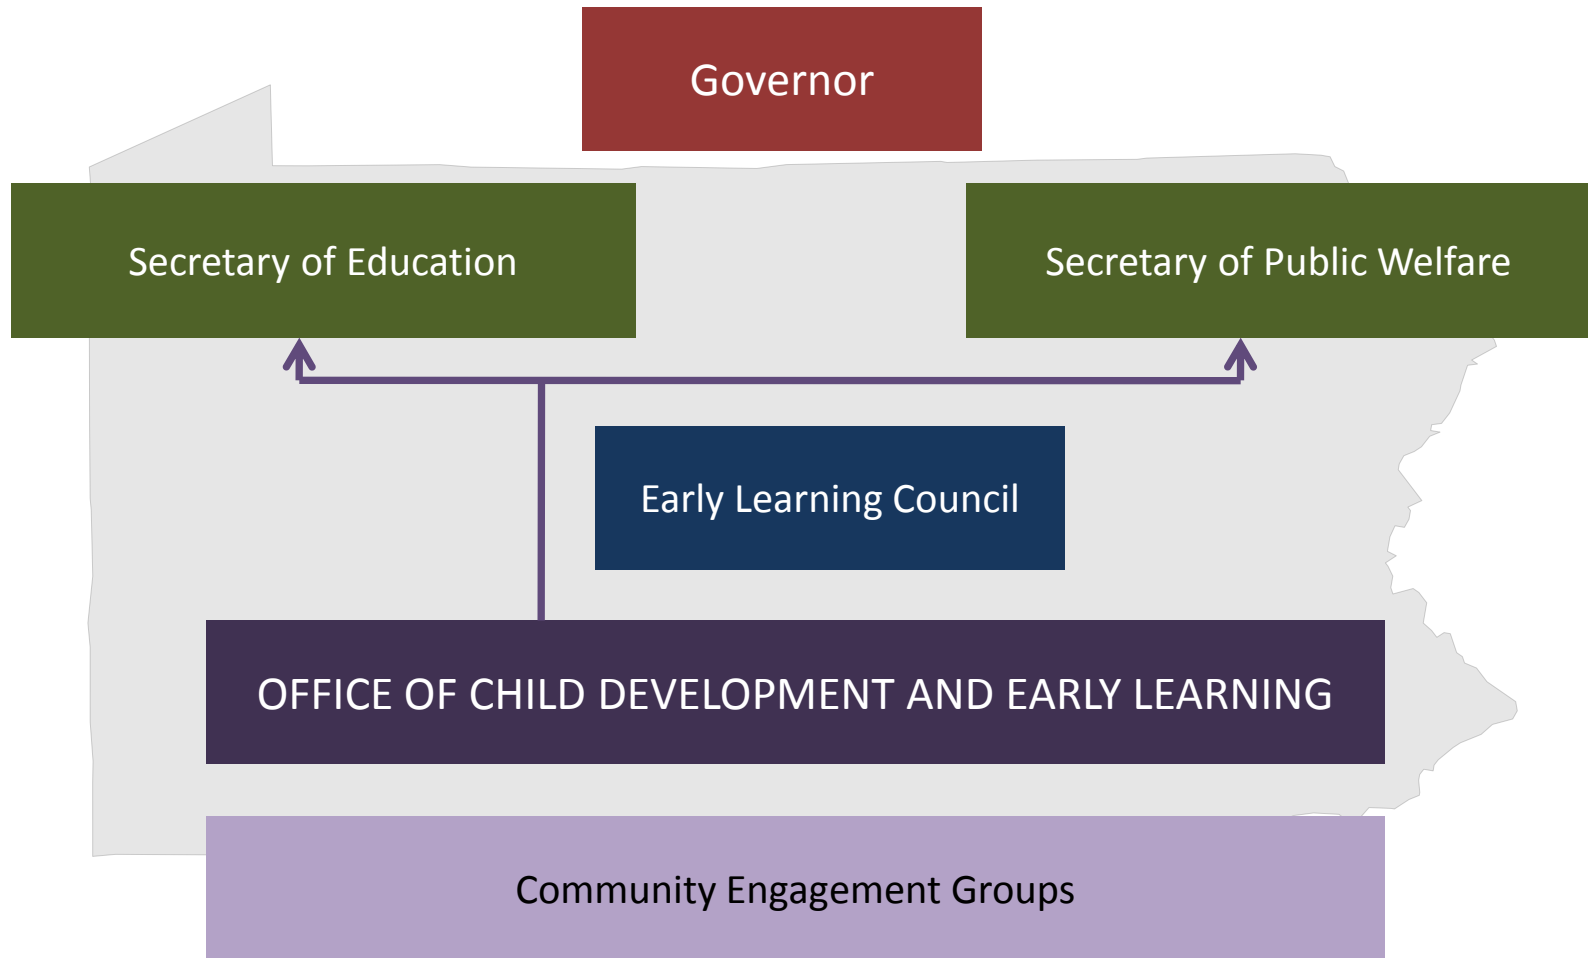 Governor
Secretary of Education
Secretary of Public Welfare
Early Learning Council
OFFICE OF CHILD DEVELOPMENT AND EARLY LEARNING
Community Engagement Groups